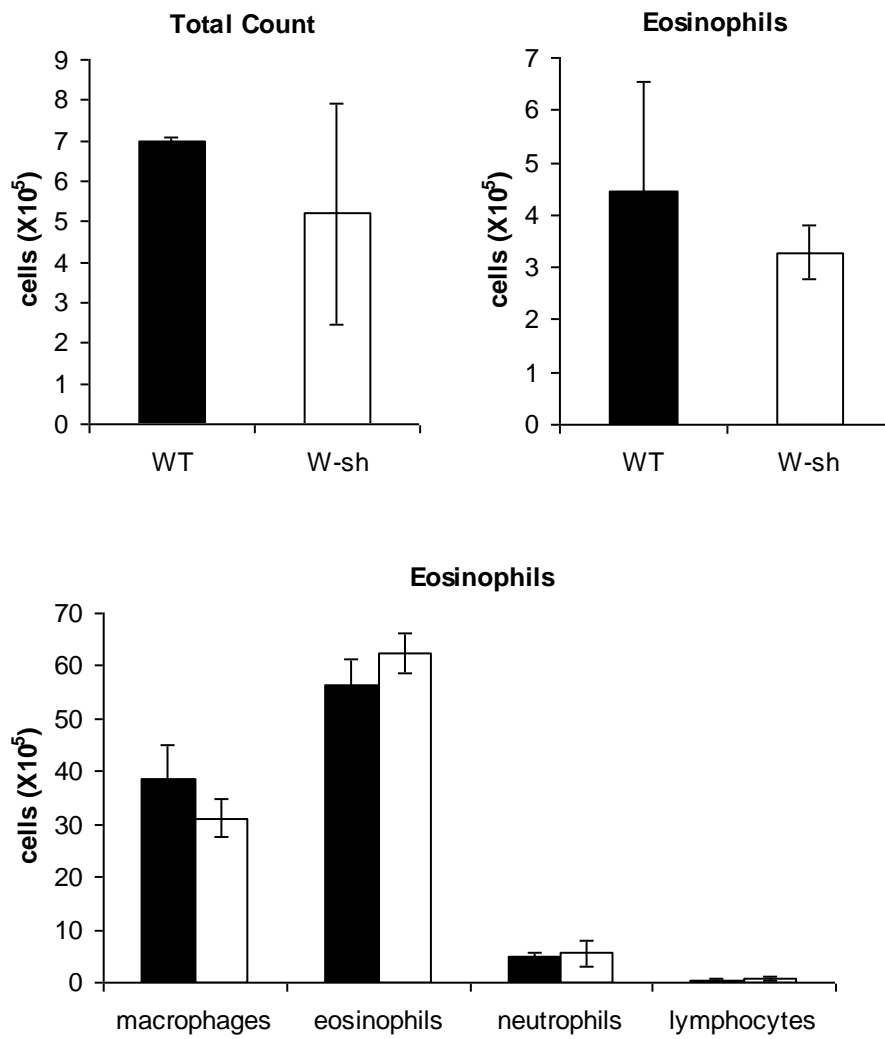 Total Count
9
8
7
6
5
4
3
2
1
0
cells (X10⁵)
WT W-sh
Eosinophils
7
6
5
4
3
2
1
0
cells (X10⁵)
WT W-sh
Eosinophils
70
60
50
40
30
20
10
0
cells (X10⁵)
macrophages eosinophils neutrophils lymphocytes